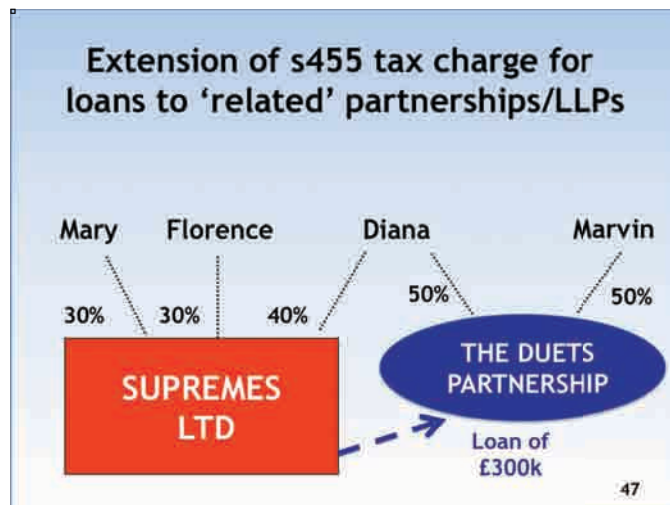 Extension of s455 tax charge for
loans to ‘related’ partnerships/LLPs
Mary Florence Diana Marvin
30% 30% 40% 50% 50%
SUPREMES
LTD
THE DUETS
PARTNERSHIP
Loan of
£300k
47